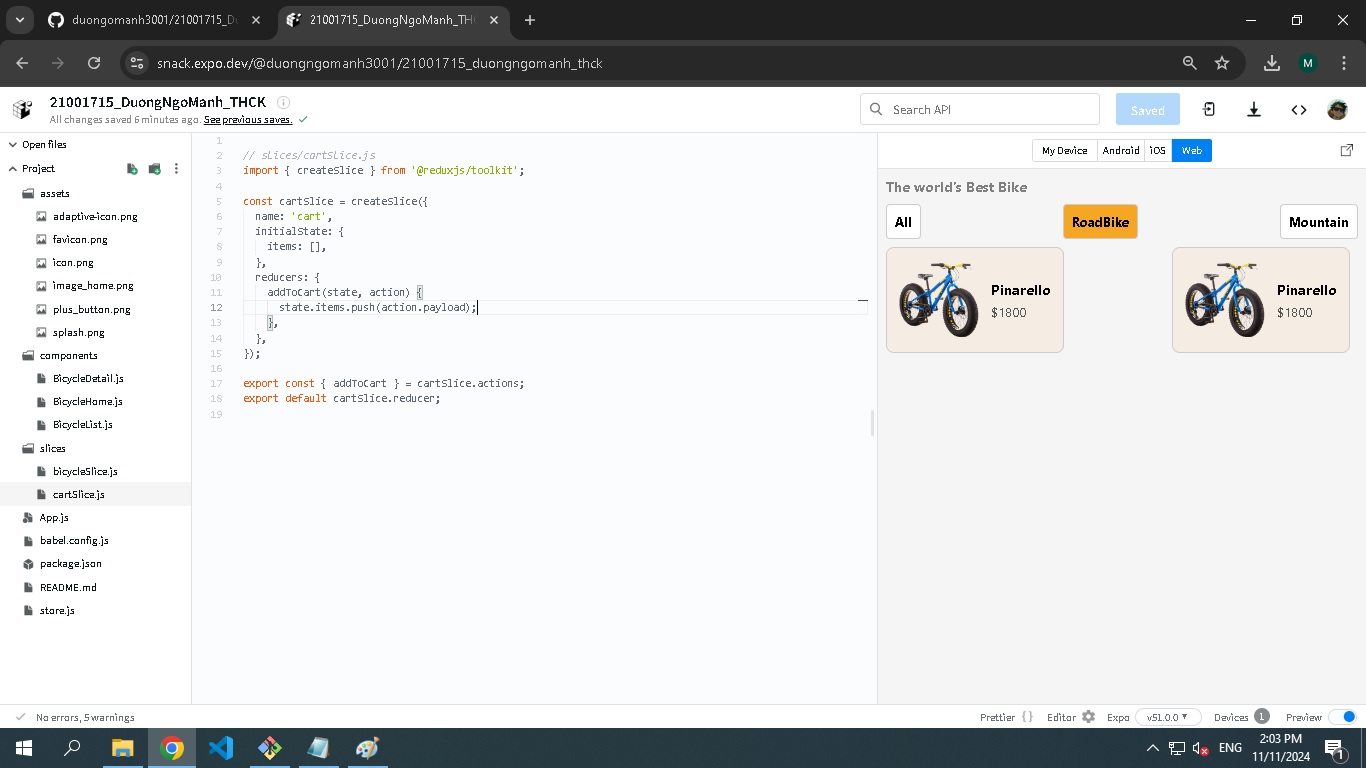 duongomanh3001/21001715_Du
21001715_DuongNgoManh_TH
snack.expo.dev/@duongngomanh3001/21001715_duongngomanh_thck
M
21001715_DuongNgoManh_THCK
All changes saved 6 minutes ago. See previous saves.
Search API
Saved
Open files
Project
assets
adaptive-icon.png
favicon.png
icon.png
image_home.png
plus_button.png
splash.png
components
BicycleDetail.js
BicycleHome.js
BicycleList.js
slices
bicycleSlice.js
cartSlice.js
App.js
babel.config.js
package.json
README.md
store.js
1
2 // slices/cartSlice.js
3 import { createSlice } from '@reduxjs/toolkit';
4
5 const cartSlice = createSlice({
6 name: 'cart',
7 initialState: {
8 items: [],
9 },
10 reducers: {
11 addToCart(state, action) {
12 state.items.push(action.payload);
13 },
14 },
15 });
16
17 export const { addToCart } = cartSlice.actions;
18 export default cartSlice.reducer;
19
My Device Android iOS Web
The world's Best Bike
All RoadBike Mountain
Pinarello
$1800
Pinarello
$1800
No errors, 5 warnings
Prettier { } Editor Expo v51.0.0 Devices 1 Preview
ENG
2:03 PM
11/11/2024
1